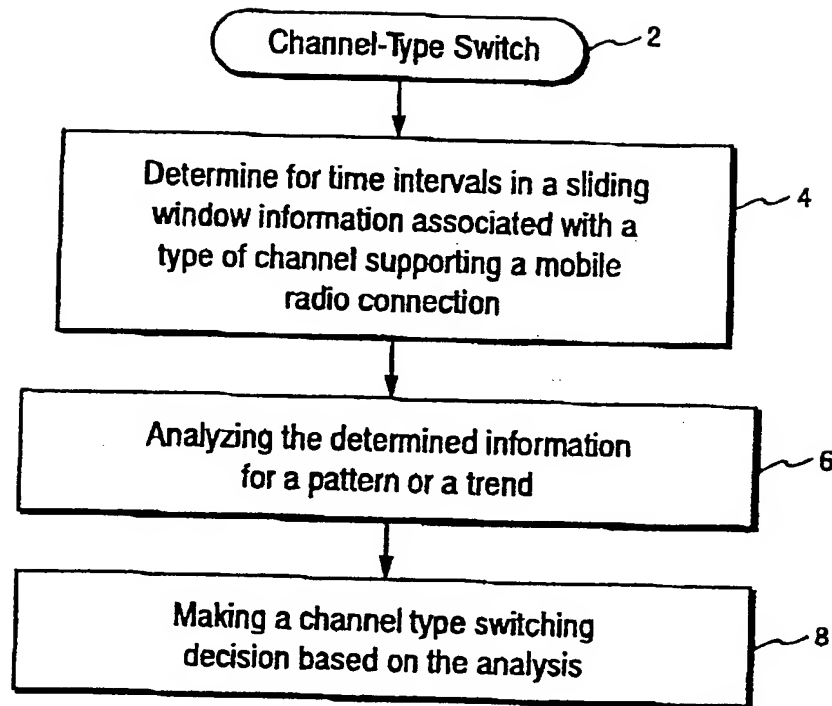 Channel-Type Switch
2
Determine for time intervals in a sliding
window information associated with a
type of channel supporting a mobile
radio connection
4
Analyzing the determined information
for a pattern or a trend
6
Making a channel type switching
decision based on the analysis
8